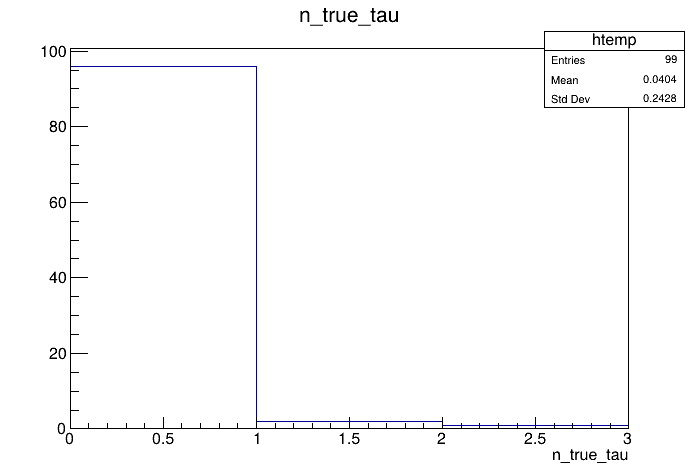 n_true_tau
htemp
Entries 99
Mean 0.0404
Std Dev 0.2428
100
80
60
40
20
0
0 0.5 1 1.5 2 2.5 3
n_true_tau